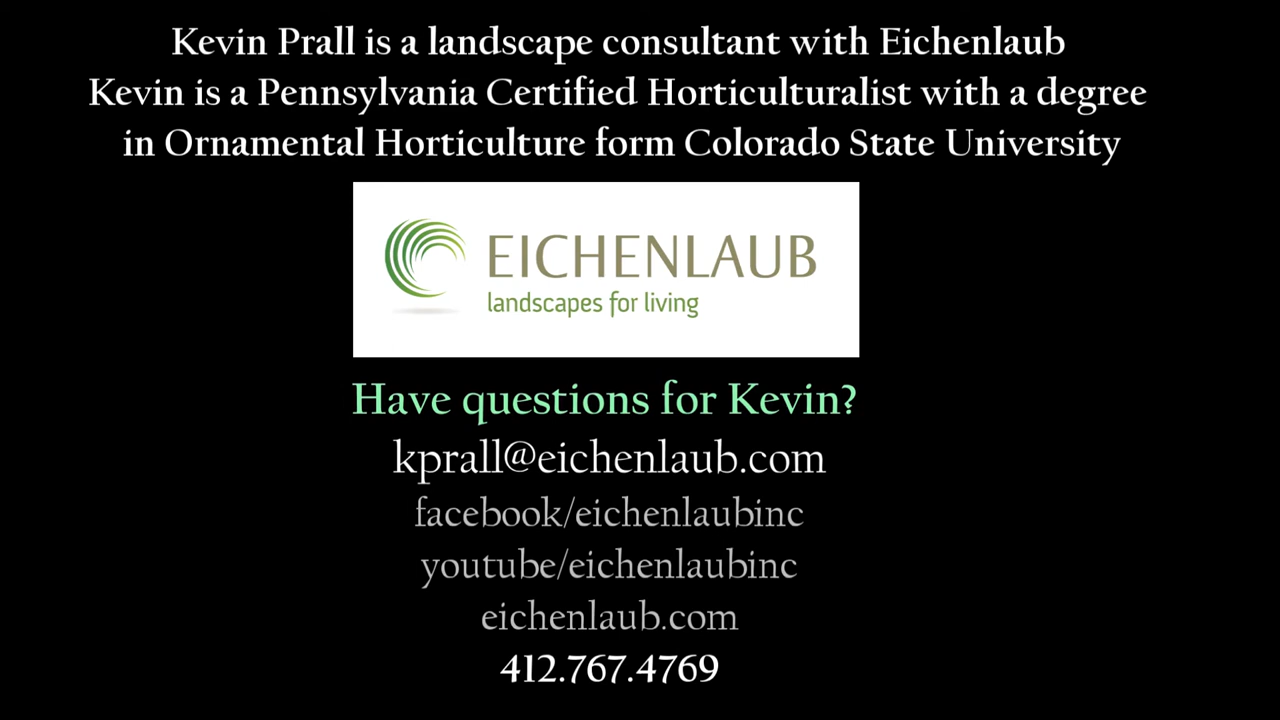 Kevin Prall is a landscape consultant with Eichenlaub
Kevin is a Pennsylvania Certified Horticulturalist with a degree
in Ornamental Horticulture form Colorado State University
EICHENLAUB
landscapes for living
Have questions for Kevin?
kprall@eichenlaub.com
facebook/eichenlaubinc
youtube/eichenlaubinc
eichenlaub.com
412.767.4769